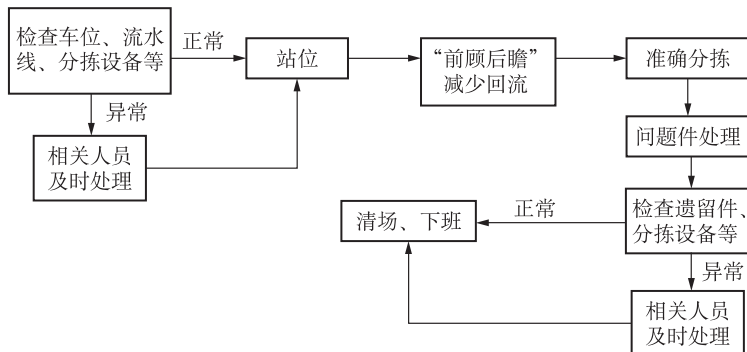 检查车位、流水
线、分拣设备等
正常
站位
“前顾后瞻”
减少回流
准确分拣
异常
相关人员
及时处理
问题件处理
检查遗留件、
分拣设备等
正常
清场、下班
异常
相关人员
及时处理